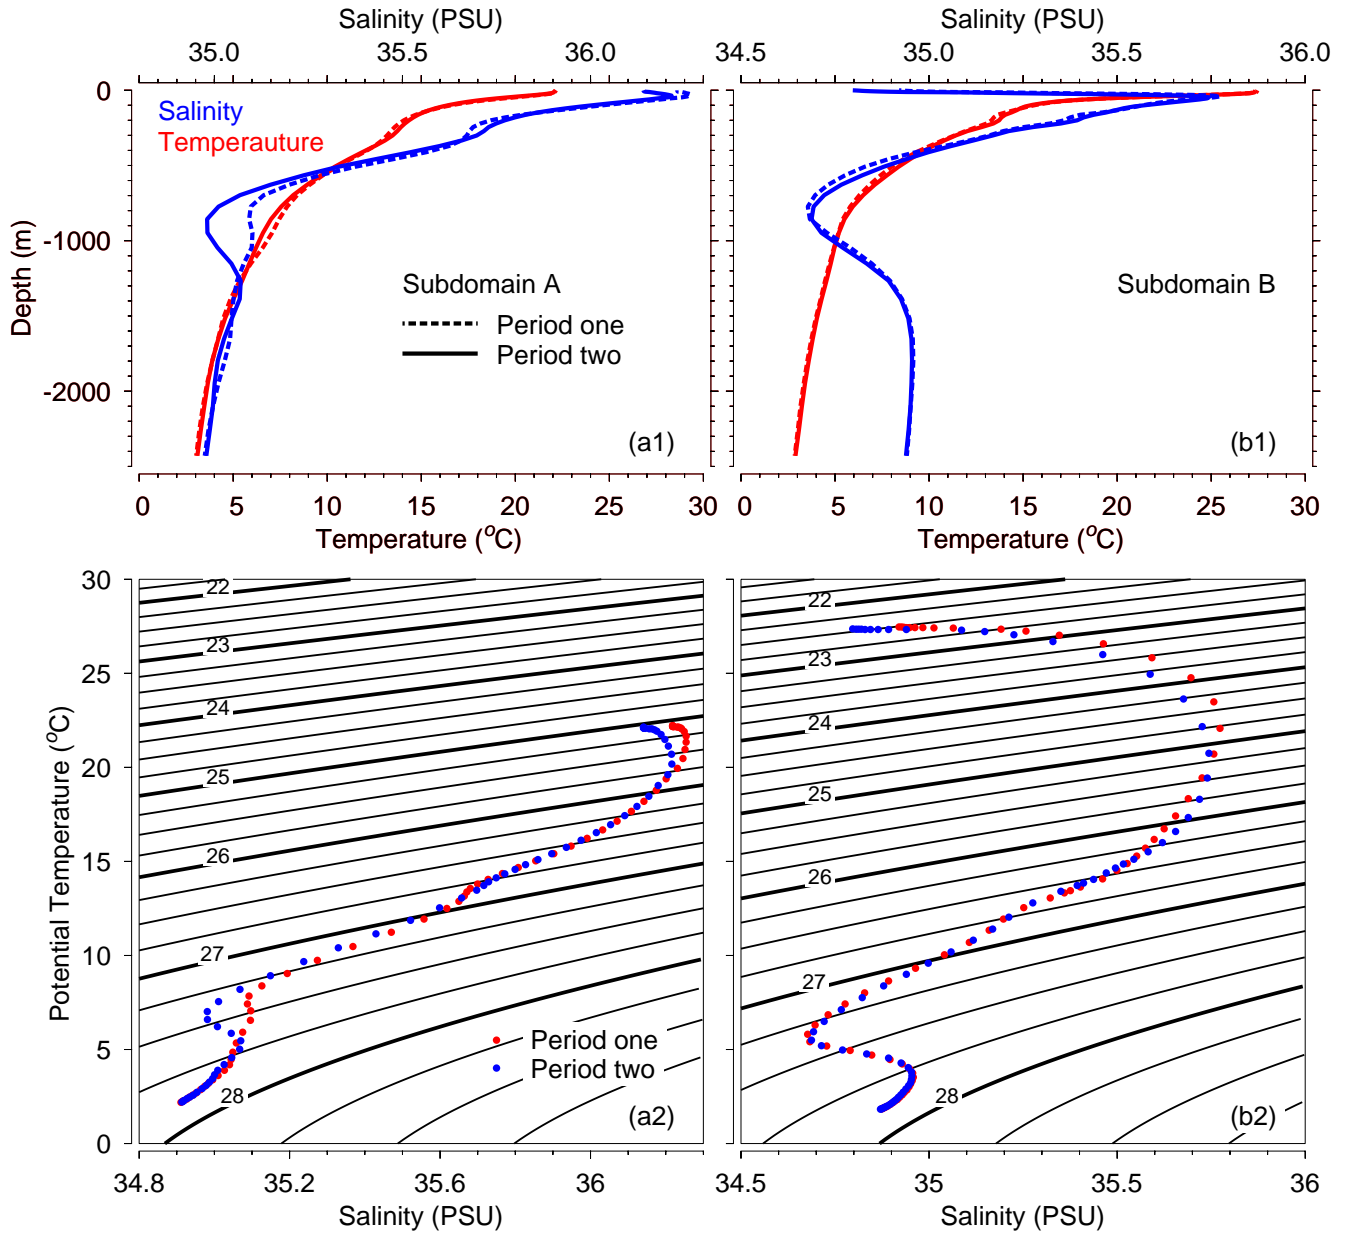 Salinity (PSU) Salinity (PSU)
35.0 35.5 36.0 34.5 35.0 35.5 36.0
0
Salinity
Temperauture
-1000
Depth (m)
Subdomain A Subdomain B
Period one
Period two
-2000
(a1) (b1)
0 5 10 15 20 25 30 0 5 10 15 20 25 30
Temperature (°C) Temperature (°C)
30
22 22
23 23
25
24 24
20
25 25
Potential Temperature (°C)
15
26 26
10
27 27
5
Period one
Period two
28 28
(a2) (b2)
0
34.8 35.2 35.6 36 34.5 35 35.5 36
Salinity (PSU) Salinity (PSU)